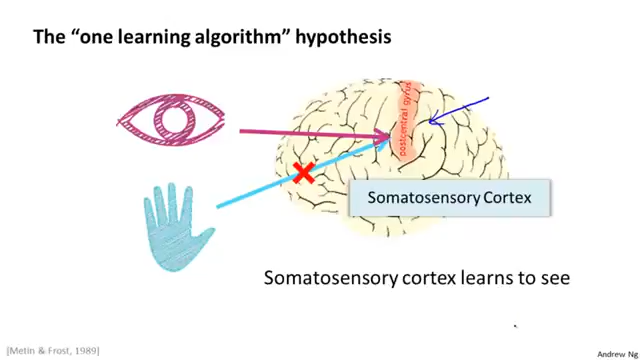 The “one learning algorithm” hypothesis
postcentral gyrus
Somatosensory Cortex
Somatosensory cortex learns to see
[Metin & Frost, 1989]
Andrew Ng